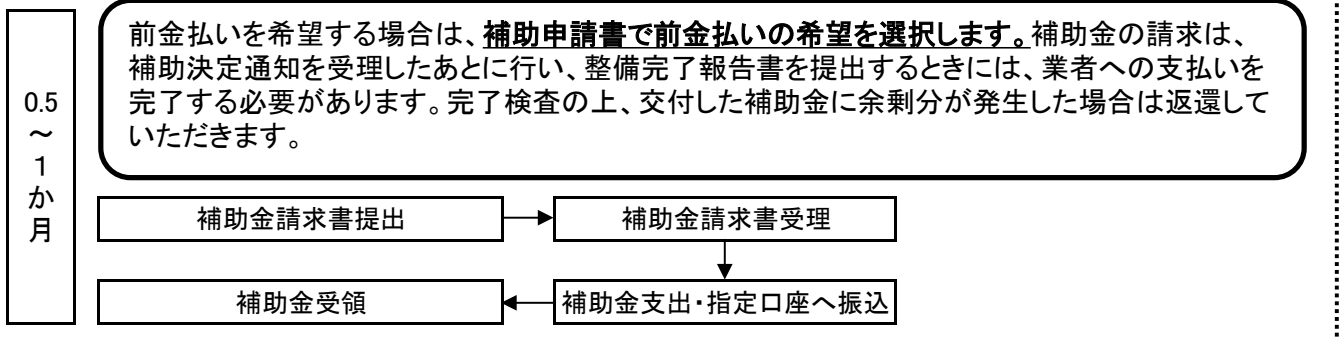 前金払いを希望する場合は、補助申請書で前金払いの希望を選択します。補助金の請求は、
補助決定通知を受理したあとに行い、整備完了報告書を提出するときには、業者への支払いを
完了する必要があります。完了検査の上、交付した補助金に余剰分が発生した場合は返還して
いただきます。
0.5
～
1
か
月
補助金請求書提出
補助金請求書受理
補助金受領
補助金支出・指定口座へ振込